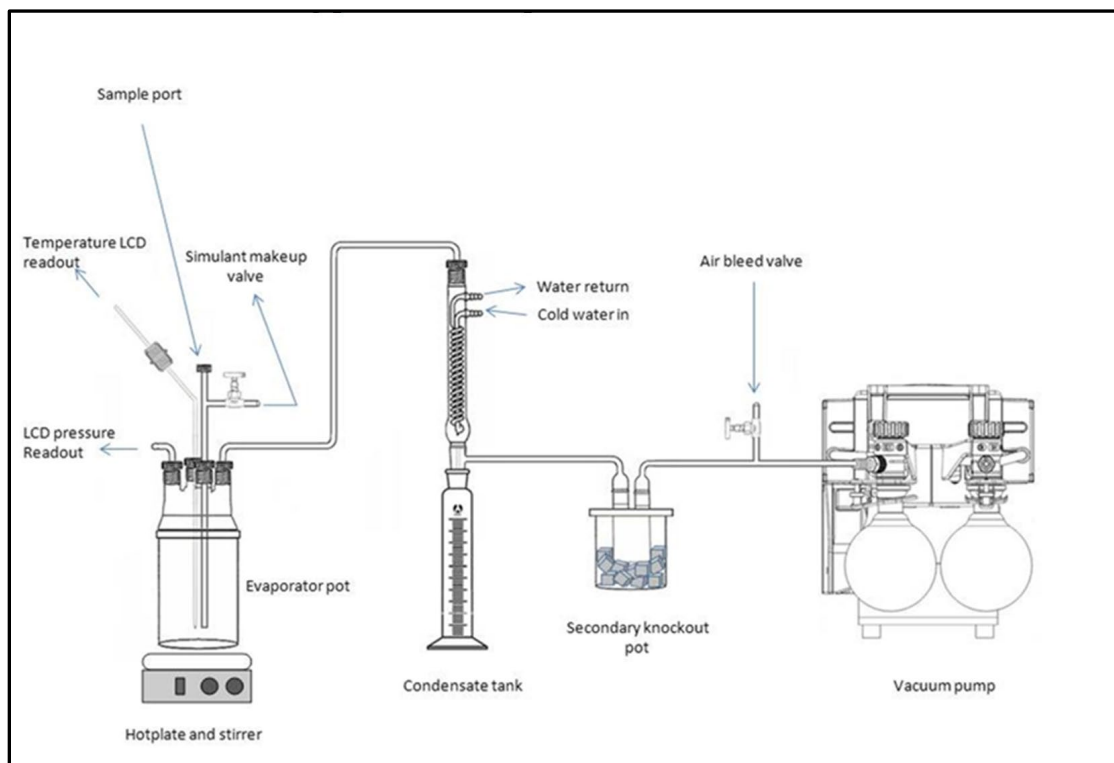 Sample port
Temperature LCD
readout
Simulant makeup
valve
Water return
Cold water in
Air bleed valve
LCD pressure
Readout
Evaporator pot
Secondary knockout
pot
Condensate tank
Vacuum pump
Hotplate and stirrer